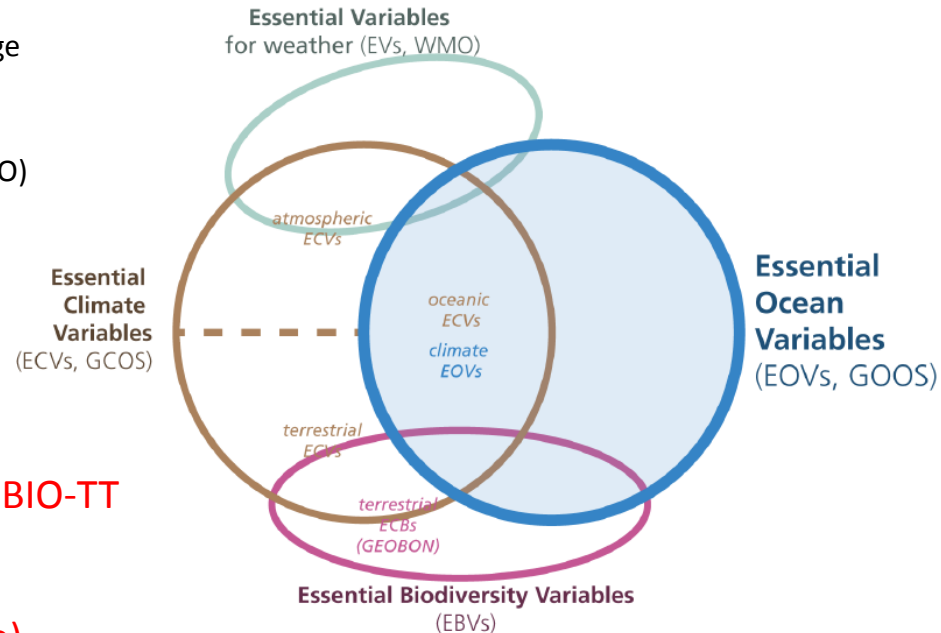 Essential Variables
for weather (EVs, WMO)
ge
O)
atmospheric
ECVs
Essential
Climate
Variables
(ECVs, GCOS)
oceanic
ECVs
climate
EOVs
Essential
Ocean
Variables
(EOVs, GOOS)
terrestrial
ECVs
BIO-TT
terrestrial
ECBs
(GEOBON)
Essential Biodiversity Variables
(EBVs)